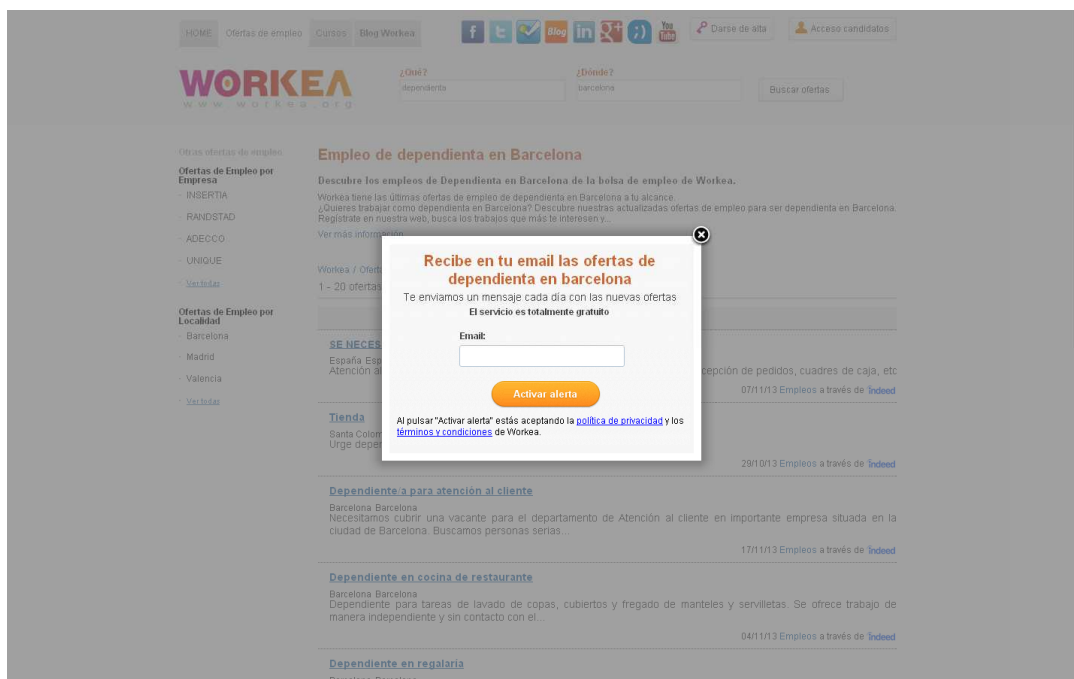 HOME Ofertas de empleo Cursos Blog Workea Blog You Tube Darse de alta Acceso candidatos
¿Qué? ¿Dónde?
WORKEA dependienta barcelona Buscar ofertas
www.workea.org
Otras ofertas de empleo
Ofertas de Empleo por
Empresa
- INSERTIA
- RANDSTAD
- ADECCO
- UNIQUE
- Ver todas
Ofertas de Empleo por
Localidad
- Barcelona
- Madrid
- Valencia
- Ver todas
Empleo de dependienta en Barcelona
Descubre los empleos de Dependienta en Barcelona de la bolsa de empleo de Workea.
Workea tiene las últimas ofertas de empleo de dependienta en Barcelona a tu alcance.
¿Quieres trabajar como dependienta en Barcelona? Descubre nuestras actualizadas ofertas de empleo para ser dependienta en Barcelona.
Regístrate en nuestra web, busca los trabajos que más te interesen y...
Ver más información
Workea / Ofert
1 - 20 ofertas
Recibe en tu email las ofertas de
dependienta en barcelona
Te enviamos un mensaje cada día con las nuevas ofertas
El servicio es totalmente gratuito
Email:
Activar alerta
Al pulsar "Activar alerta" estás aceptando la política de privacidad y los
términos y condiciones de Workea.
SE NECES
España Esp
Atención al cepción de pedidos, cuadres de caja, etc
07/11/13 Empleos a través de indeed
Tienda
Santa Colom
Urge deper
29/10/13 Empleos a través de indeed
Dependiente/a para atención al cliente
Barcelona Barcelona
Necesitamos cubrir una vacante para el departamento de Atención al cliente en importante empresa situada en la
ciudad de Barcelona. Buscamos personas serias...
17/11/13 Empleos a través de indeed
Dependiente en cocina de restaurante
Barcelona Barcelona
Dependiente para tareas de lavado de copas, cubiertos y fregado de manteles y servilletas. Se ofrece trabajo de
manera independiente y sin contacto con el...
04/11/13 Empleos a través de indeed
Dependiente en regalaria